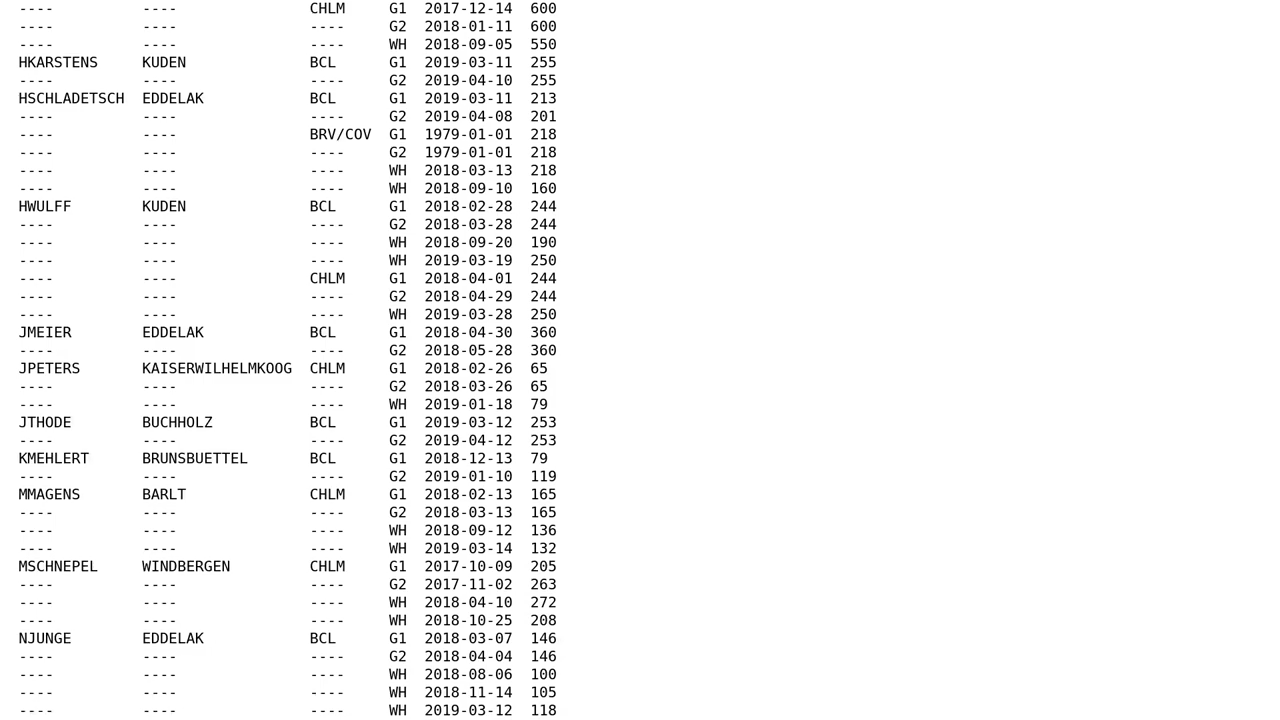 ---- ---- CHLM G1 2017-12-14 600
---- ---- ---- G2 2018-01-11 600
---- ---- ---- WH 2018-09-05 550
HKARSTENS KUDEN BCL G1 2019-03-11 255
---- ---- ---- G2 2019-04-10 255
HSCHLADETSCH EDDELAK BCL G1 2019-03-11 213
---- ---- ---- G2 2019-04-08 201
---- ---- BRV/COV G1 1979-01-01 218
---- ---- ---- G2 1979-01-01 218
---- ---- ---- WH 2018-03-13 218
---- ---- ---- WH 2018-09-10 160
HWULFF KUDEN BCL G1 2018-02-28 244
---- ---- ---- G2 2018-03-28 244
---- ---- ---- WH 2018-09-20 190
---- ---- ---- WH 2019-03-19 250
---- ---- CHLM G1 2018-04-01 244
---- ---- ---- G2 2018-04-29 244
---- ---- ---- WH 2019-03-28 250
JMEIER EDDELAK BCL G1 2018-04-30 360
---- ---- ---- G2 2018-05-28 360
JPETERS KAISERWILHELMKOOG CHLM G1 2018-02-26 65
---- ---- ---- G2 2018-03-26 65
---- ---- ---- WH 2019-01-18 79
JTHODE BUCHHOLZ BCL G1 2019-03-12 253
---- ---- ---- G2 2019-04-12 253
KMEHLERT BRUNSBUETTEL BCL G1 2018-12-13 79
---- ---- ---- G2 2019-01-10 119
MMAGENS BARLT CHLM G1 2018-02-13 165
---- ---- ---- G2 2018-03-13 165
---- ---- ---- WH 2018-09-12 136
---- ---- ---- WH 2019-03-14 132
MSCHNEPEL WINDBERGEN CHLM G1 2017-10-09 205
---- ---- ---- G2 2017-11-02 263
---- ---- ---- WH 2018-04-10 272
---- ---- ---- WH 2018-10-25 208
NJUNGE EDDELAK BCL G1 2018-03-07 146
---- ---- ---- G2 2018-04-04 146
---- ---- ---- WH 2018-08-06 100
---- ---- ---- WH 2018-11-14 105
---- ---- ---- WH 2019-03-12 118